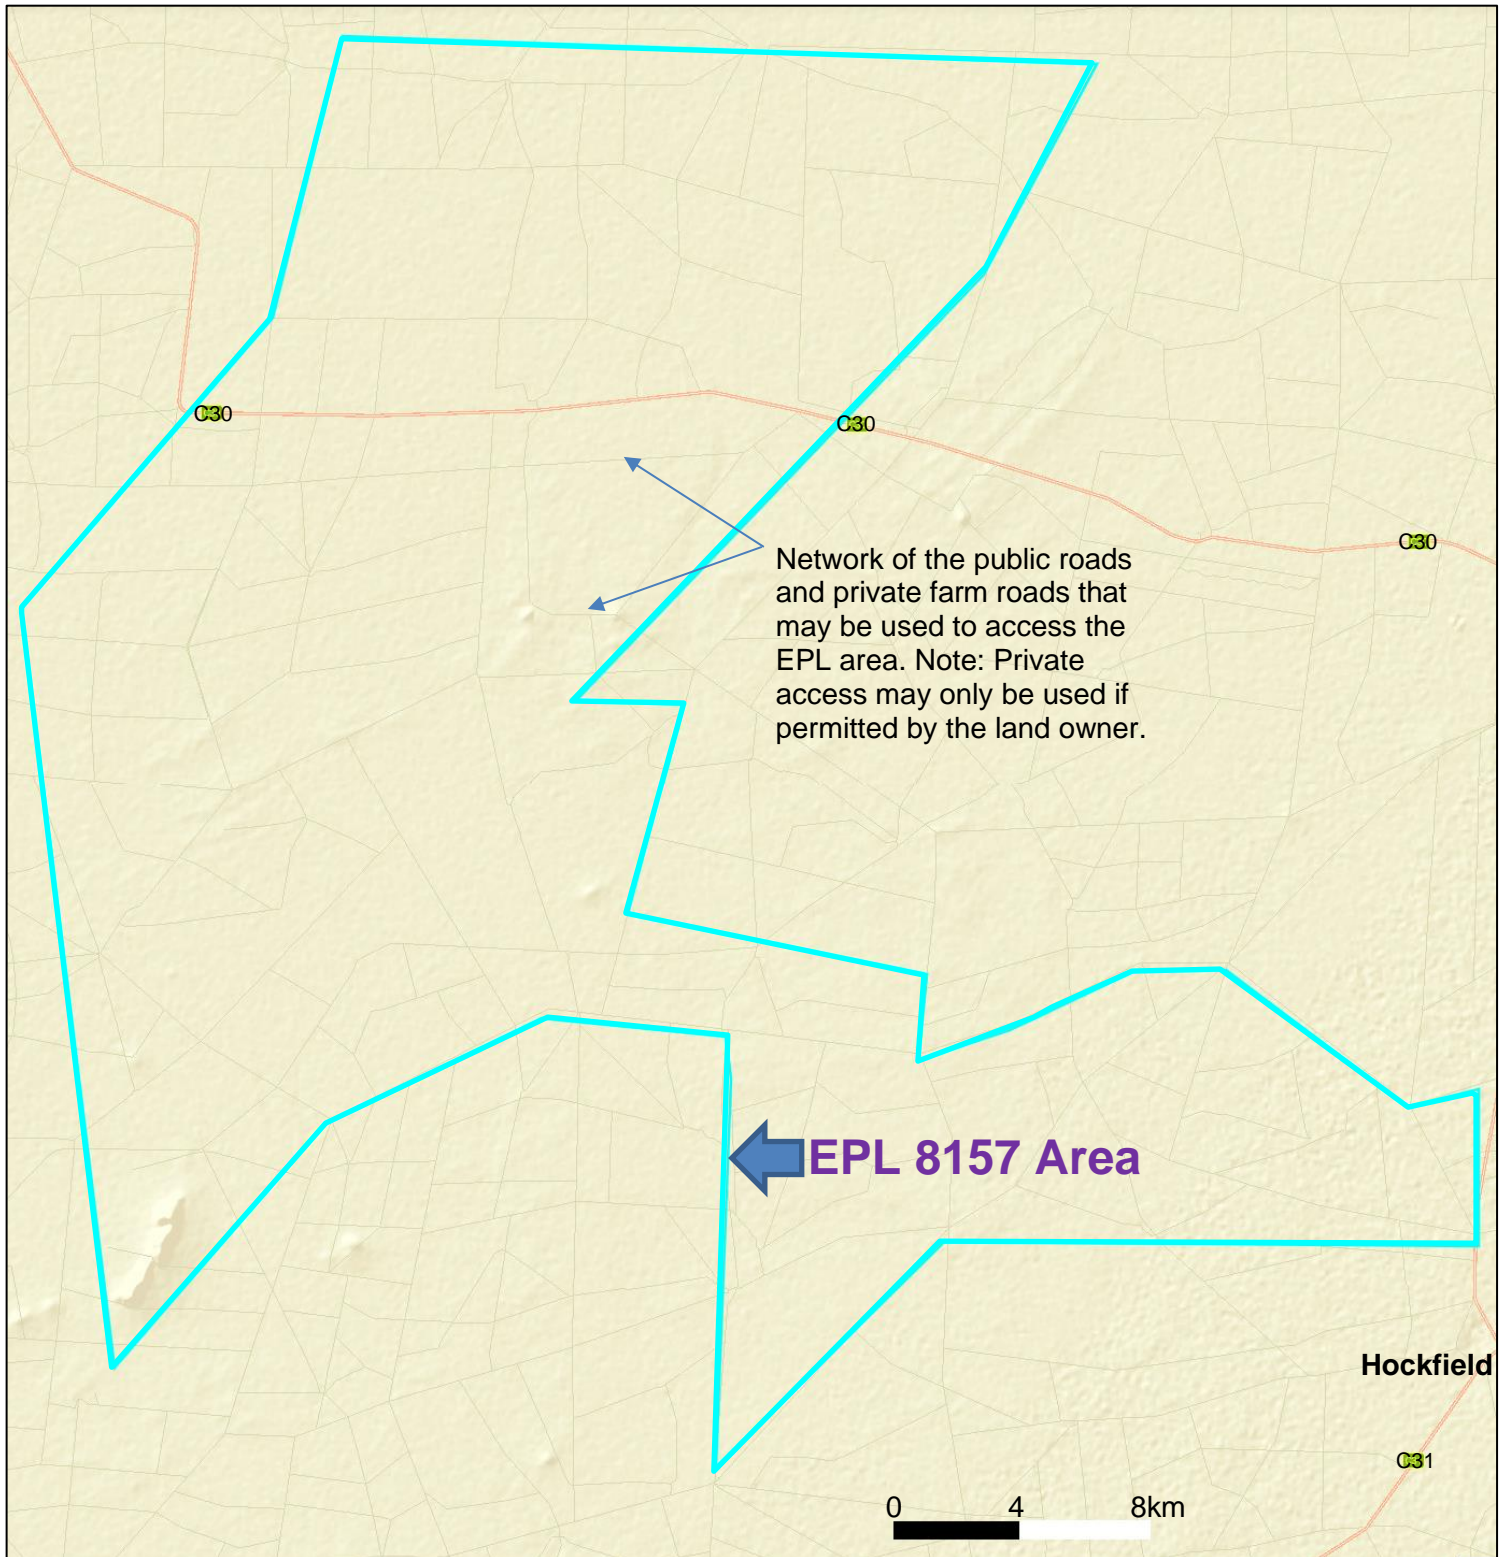 C30
C30
C30
Network of the public roads
and private farm roads that
may be used to access the
EPL area. Note: Private
access may only be used if
permitted by the land owner.
EPL 8157 Area
Hockfield
C31
0 4 8km